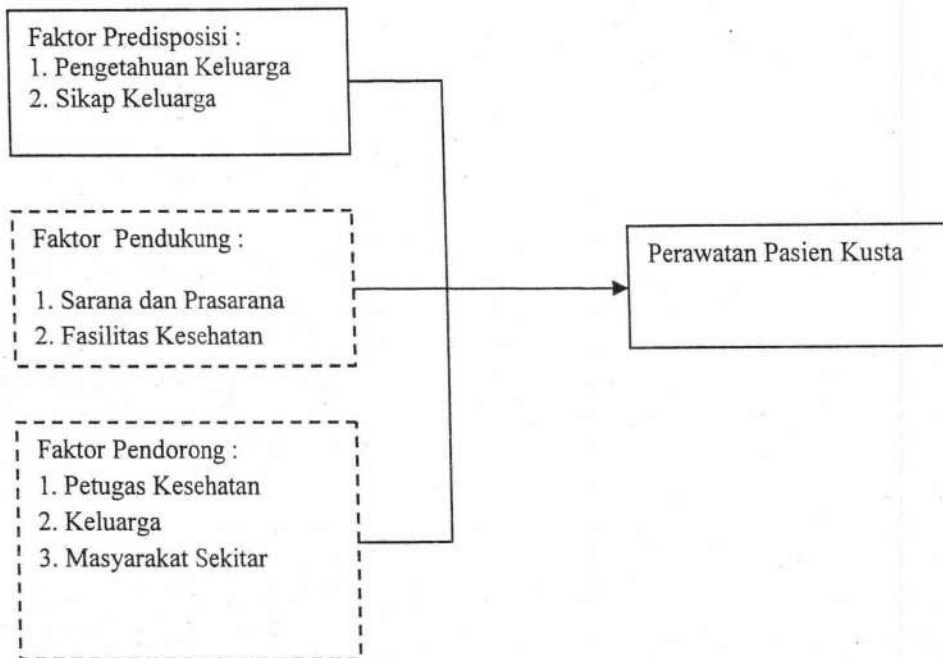 Faktor Predisposisi :
1. Pengetahuan Keluarga
2. Sikap Keluarga
Faktor Pendukung :
1. Sarana dan Prasarana
2. Fasilitas Kesehatan
Perawatan Pasien Kusta
Faktor Pendorong :
1. Petugas Kesehatan
2. Keluarga
3. Masyarakat Sekitar